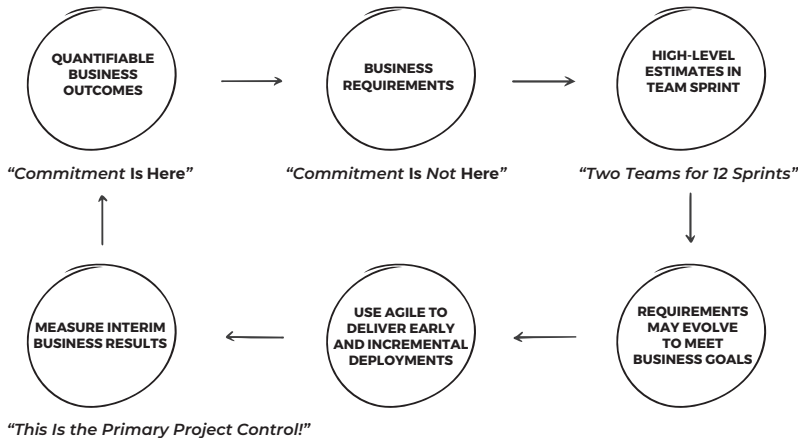 QUANTIFIABLE
BUSINESS
OUTCOMES
BUSINESS
REQUIREMENTS
HIGH-LEVEL
ESTIMATES IN
TEAM SPRINT
“Commitment Is Here”
“Commitment Is Not Here”
“Two Teams for 12 Sprints”
MEASURE INTERIM
BUSINESS RESULTS
USE AGILE TO
DELIVER EARLY
AND INCREMENTAL
DEPLOYMENTS
REQUIREMENTS
MAY EVOLVE
TO MEET
BUSINESS GOALS
“This Is the Primary Project Control!”